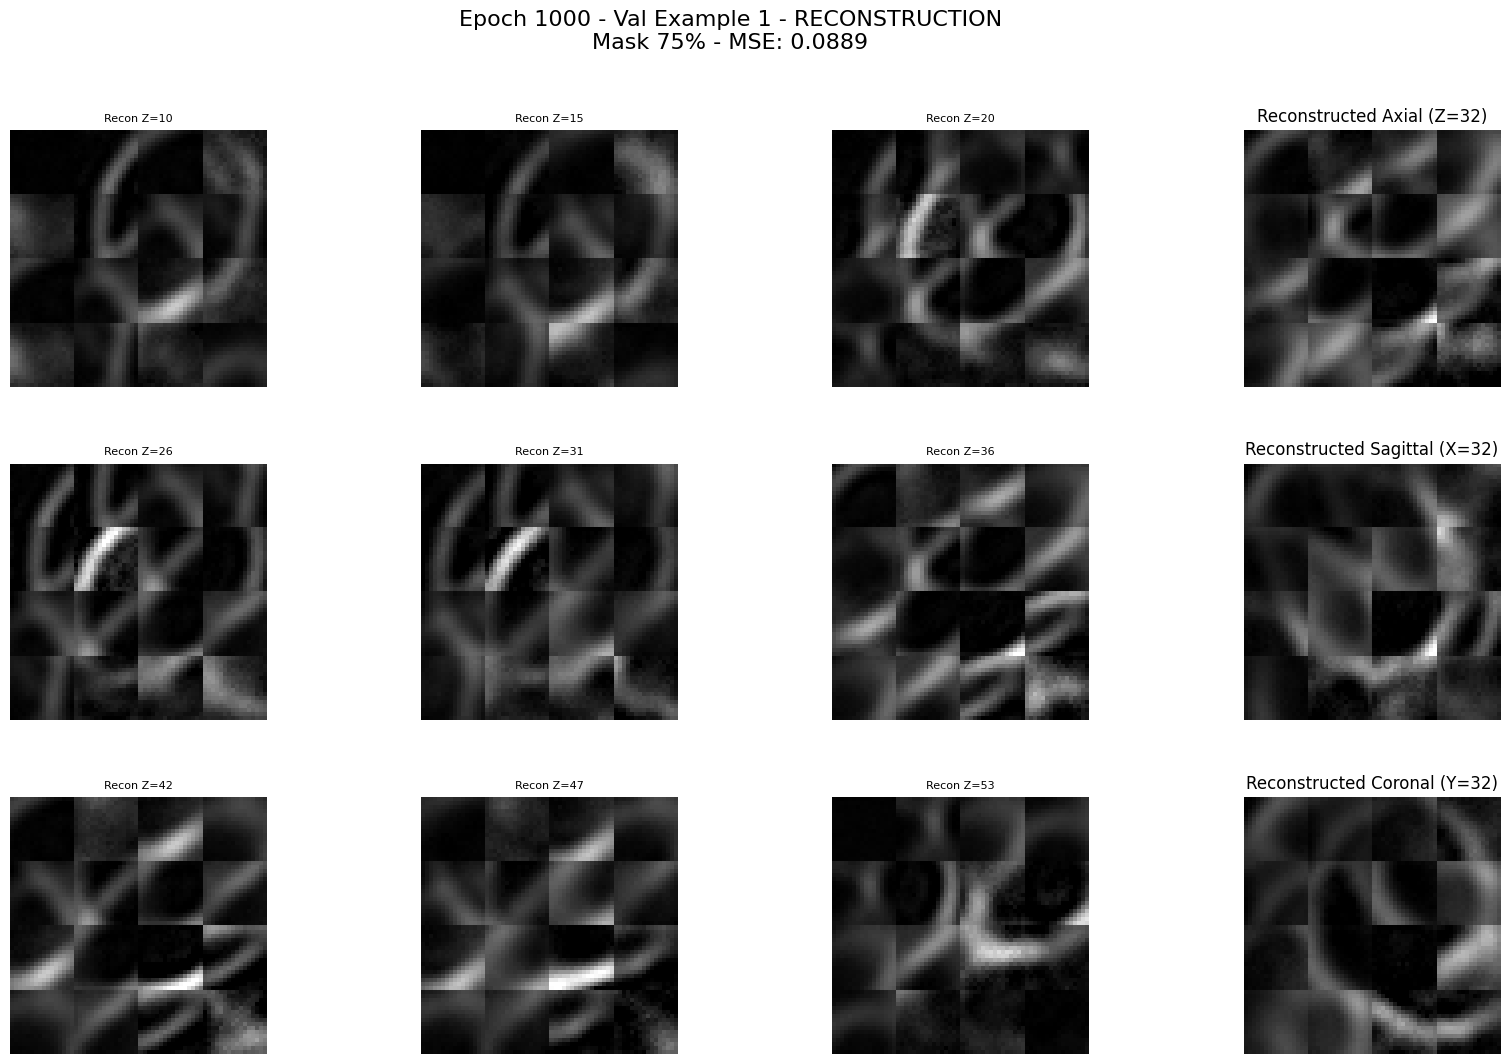 Epoch 1000 - Val Example 1 - RECONSTRUCTION
Mask 75% - MSE: 0.0889
Recon Z=10
Recon Z=15
Recon Z=20
Reconstructed Axial (Z=32)
Recon Z=26
Recon Z=31
Recon Z=36
Reconstructed Sagittal (X=32)
Recon Z=42
Recon Z=47
Recon Z=53
Reconstructed Coronal (Y=32)